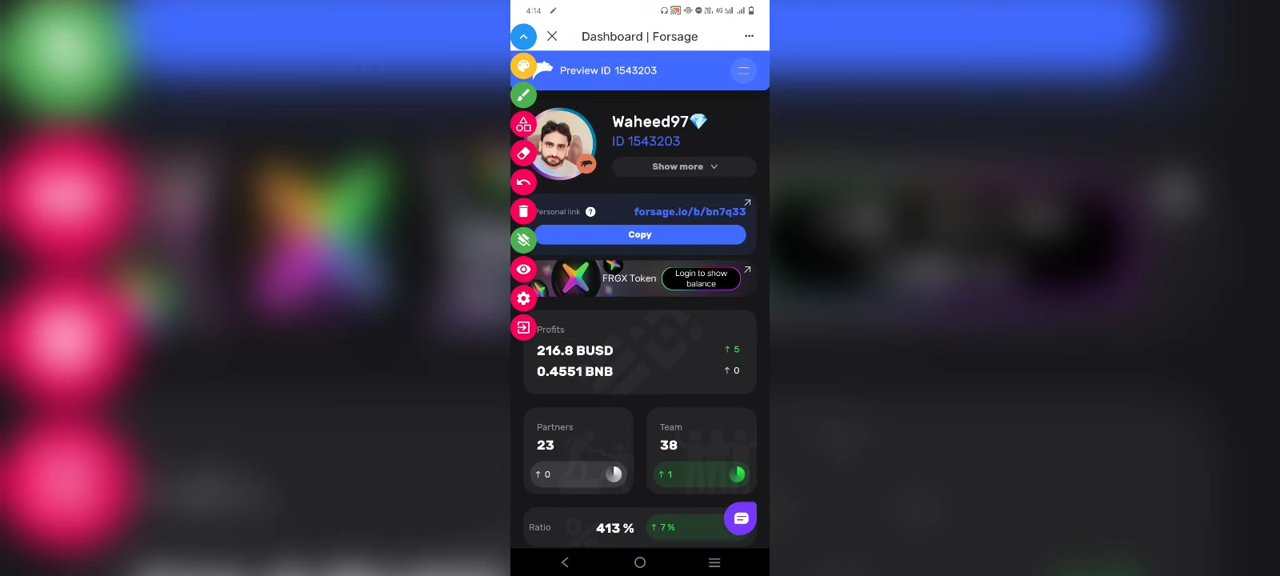 4:14
Dashboard | Forsage
Preview ID 1543203
Waheed97
ID 1543203
Show more
Personal link ? forsage.io/b/bn7q33
Copy
FRGX Token Login to show balance
Profits
216.8 BUSD ↑ 5
0.4551 BNB ↑ 0
Partners Team
23 38
↑ 0 ↑ 1
Ratio 413 % ↑ 7 %